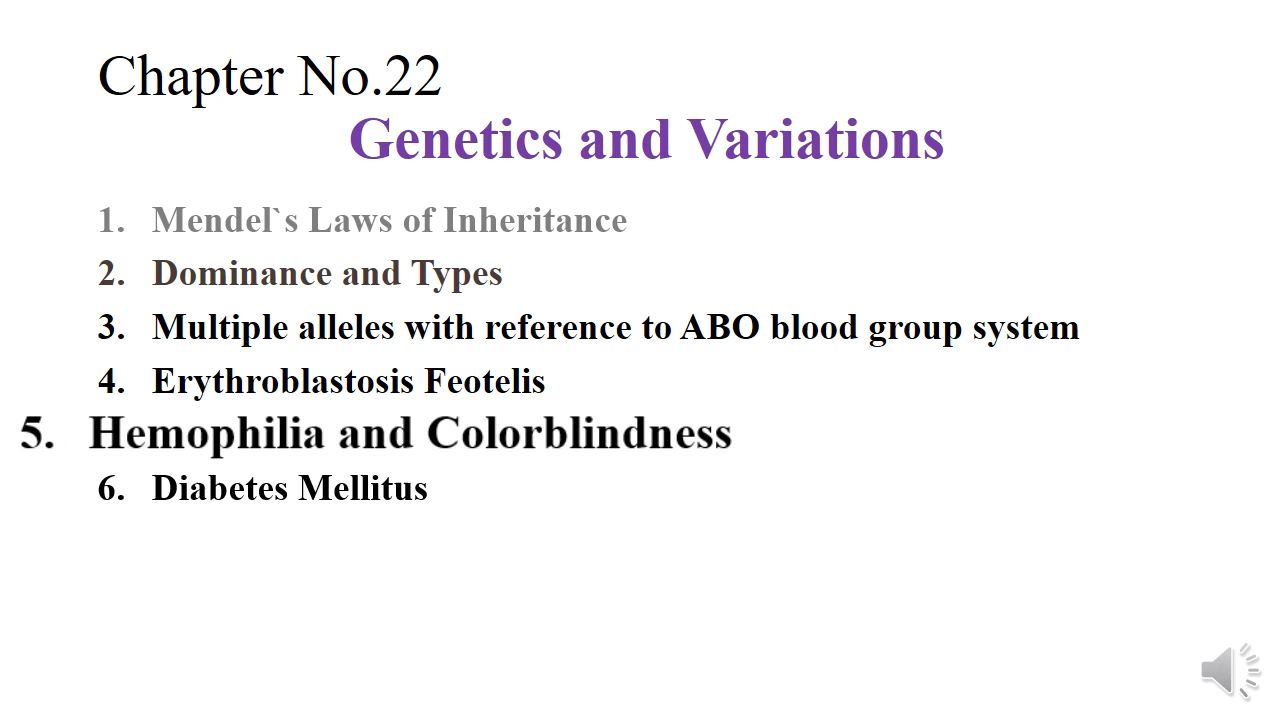 Chapter No.22
Genetics and Variations
1. Mendel`s Laws of Inheritance
2. Dominance and Types
3. Multiple alleles with reference to ABO blood group system
4. Erythroblastosis Feotelis
5. Hemophilia and Colorblindness
6. Diabetes Mellitus